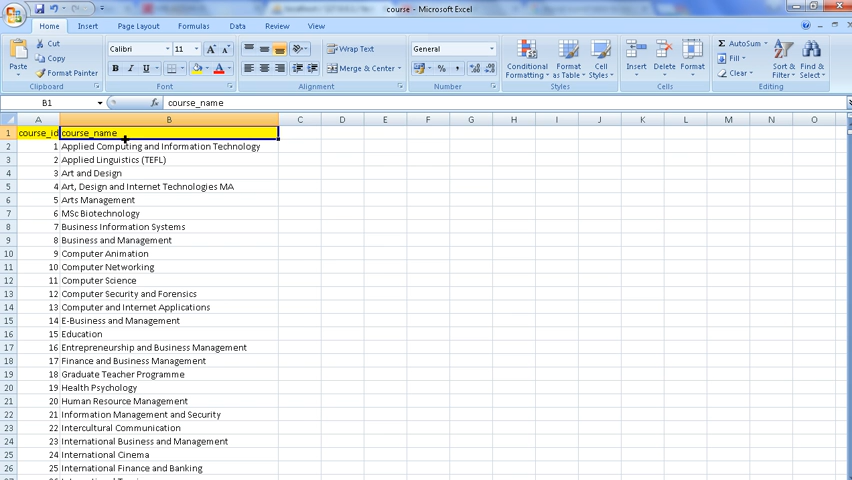 course - Microsoft Excel
Home Insert Page Layout Formulas Data Review View
Paste
Cut
Copy
Format Painter
Clipboard
Calibri 11 A A
B I U A
Font
Wrap Text
Merge & Center
Alignment
General
% ,
Number
Conditional Formatting
Format as Table
Cell Styles
Styles
Insert Delete Format
Cells
Σ AutoSum
Fill
Clear
Sort & Filter
Find & Select
Editing
B1 fx course_name
A B C D E F G H I J K L M N O
1 course_id course_name
2 1 Applied Computing and Information Technology
3 2 Applied Linguistics (TEFL)
4 3 Art and Design
5 4 Art, Design and Internet Technologies MA
6 5 Arts Management
7 6 MSc Biotechnology
8 7 Business Information Systems
9 8 Business and Management
10 9 Computer Animation
11 10 Computer Networking
12 11 Computer Science
13 12 Computer Security and Forensics
14 13 Computer and Internet Applications
15 14 E-Business and Management
16 15 Education
17 16 Entrepreneurship and Business Management
18 17 Finance and Business Management
19 18 Graduate Teacher Programme
20 19 Health Psychology
21 20 Human Resource Management
22 21 Information Management and Security
23 22 Intercultural Communication
24 23 International Business and Management
25 24 International Cinema
26 25 International Finance and Banking